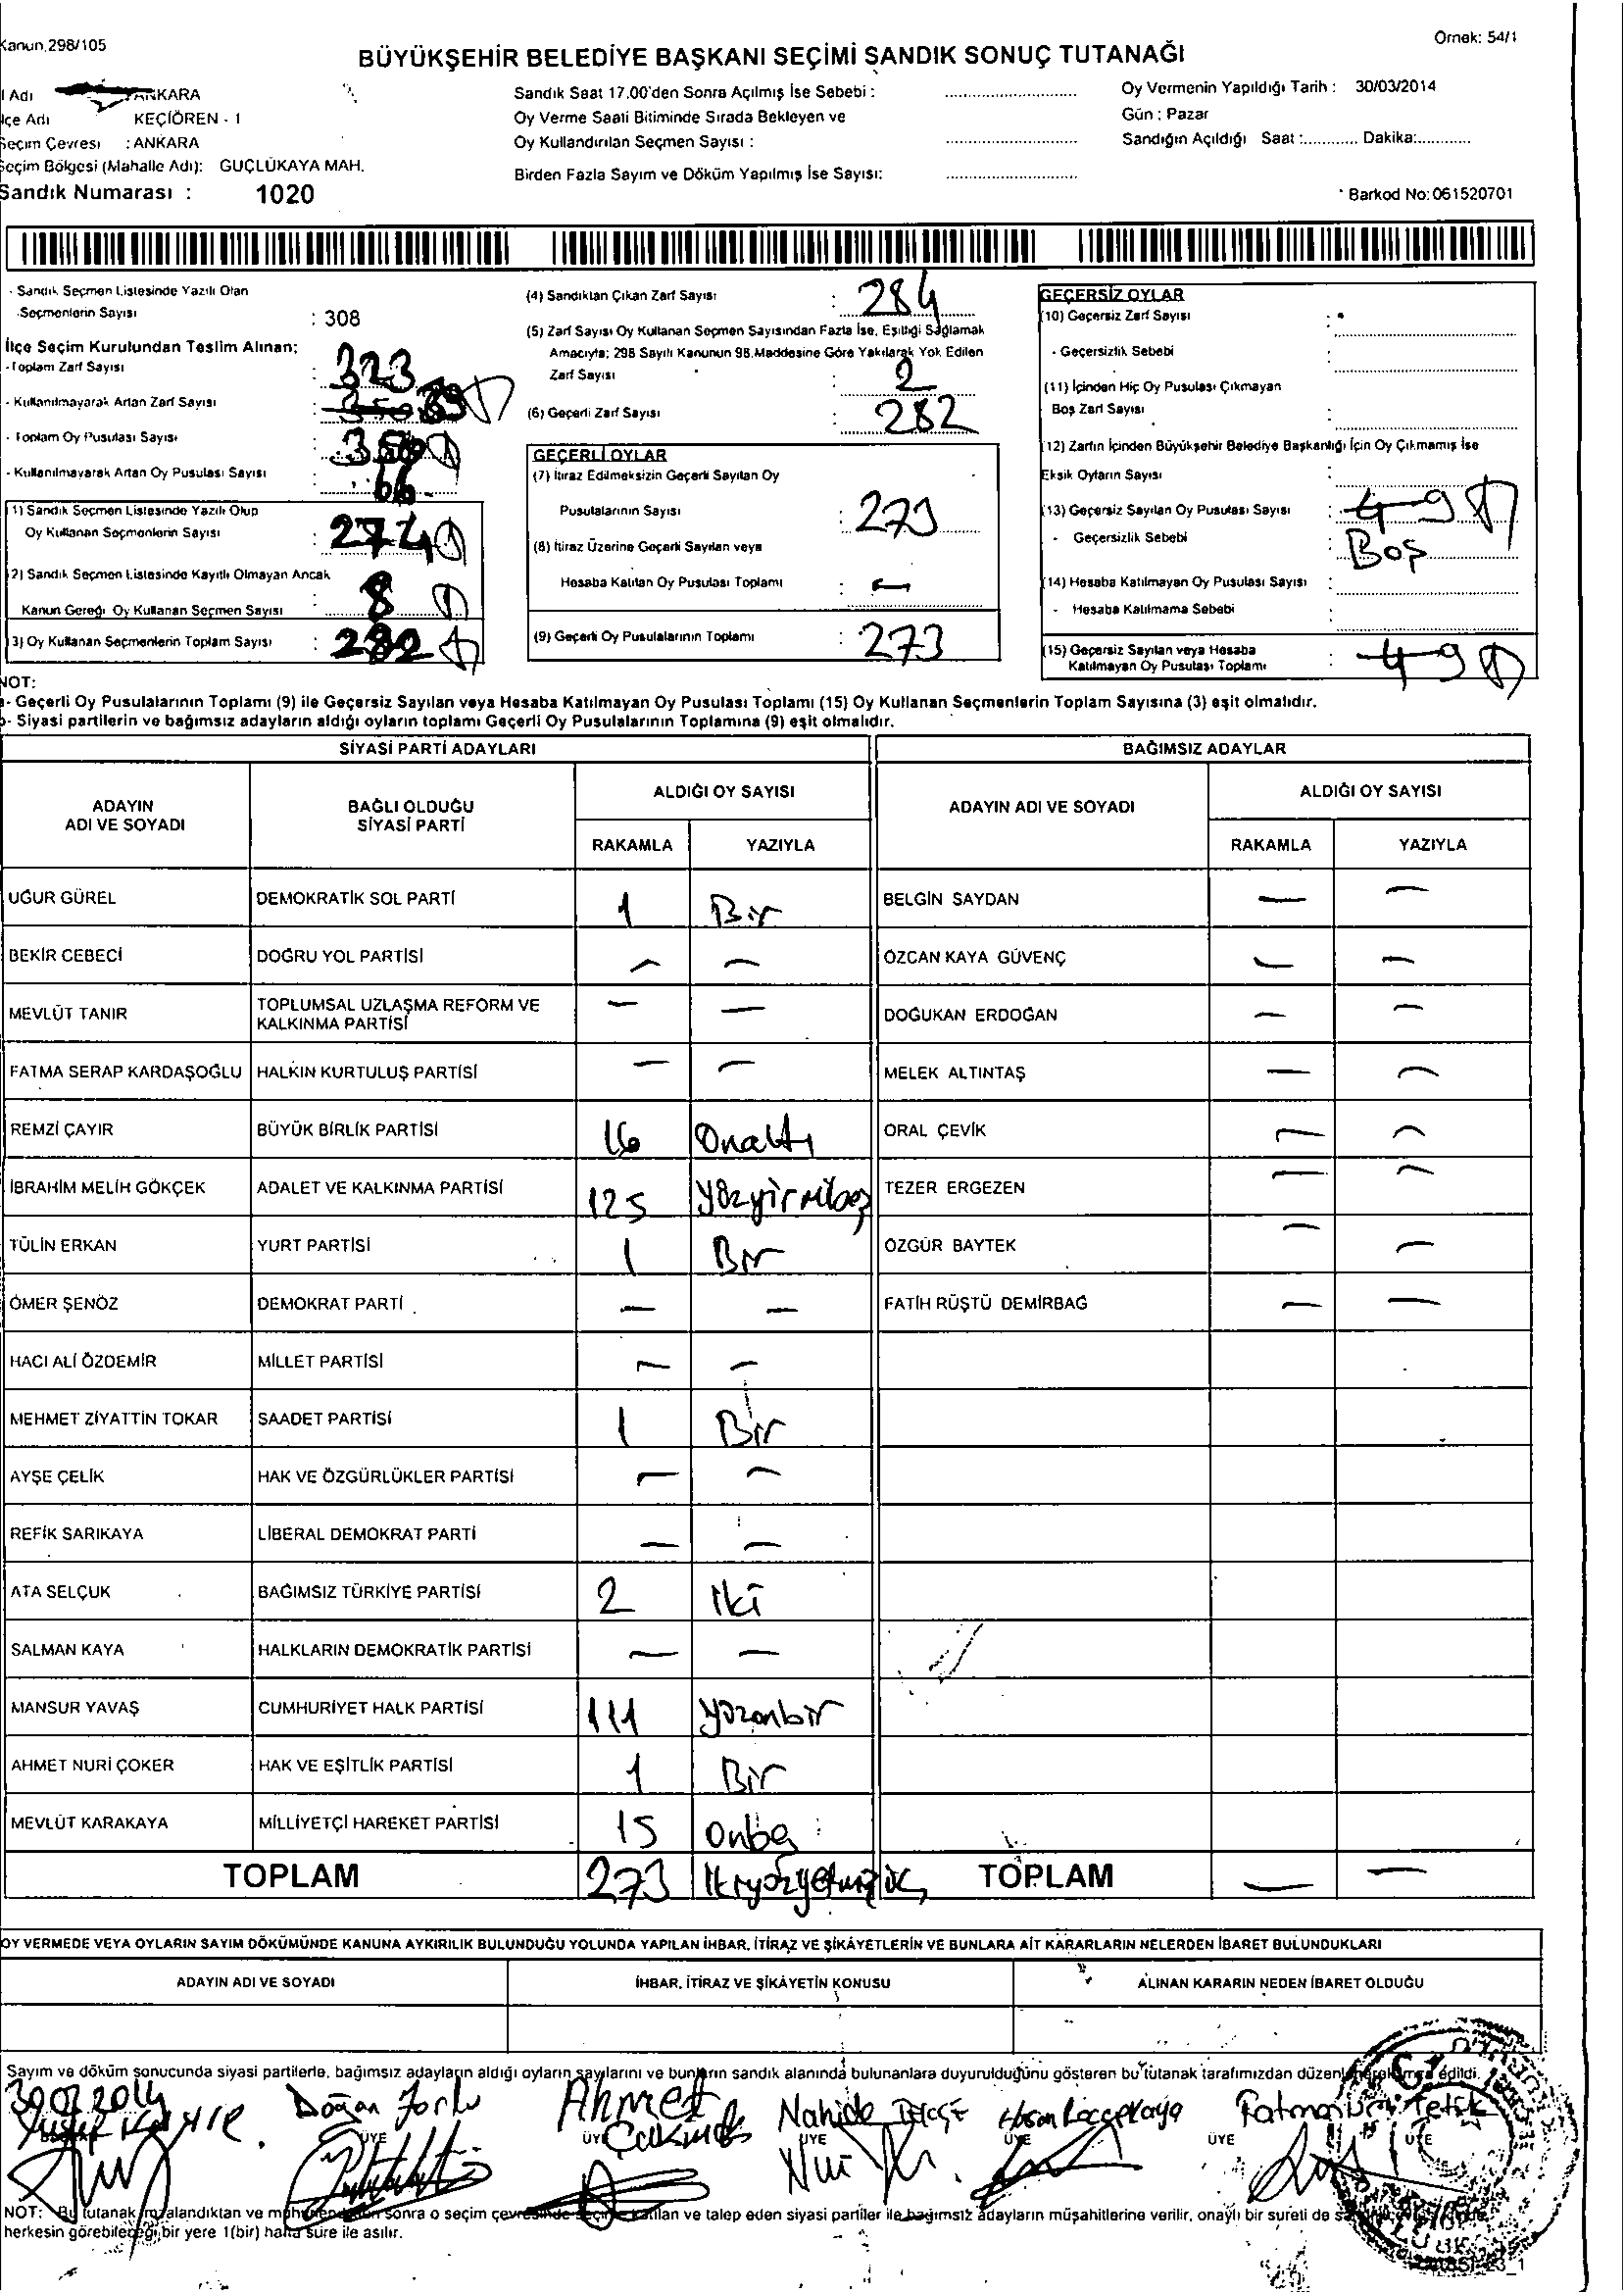 Kanun.298/105
Örnek: 54/1
BÜYÜKŞEHİR BELEDİYE BAŞKANI SEÇİMİ SANDIK SONUÇ TUTANAĞI
İl Adı ANKARA
İlçe Adı KEÇİÖREN - 1
Seçim Çevresi : ANKARA
Seçim Bölgesi (Mahalle Adı): GUÇLÜKAYA MAH.
Sandık Numarası : 1020
Sandık Saat 17.00'den Sonra Açılmış İse Sebebi :
Oy Verme Saati Bitiminde Sırada Bekleyen ve
Oy Kullandırılan Seçmen Sayısı :
Birden Fazla Sayım ve Döküm Yapılmış İse Sayısı:
Oy Vermenin Yapıldığı Tarih : 30/03/2014
Gün : Pazar
Sandığın Açıldığı Saat :............ Dakika:............
Barkod No:061520701
- Sandık Seçmen Listesinde Yazılı Olan
Seçmenlerin Sayısı : 308
İlçe Seçim Kurulundan Teslim Alınan;
-Toplam Zarf Sayısı : 323
- Kullanılmayarak Artan Zarf Sayısı : 39
- Toplam Oy Pusulası Sayısı :
- Kullanılmayarak Artan Oy Pusulası Sayısı : 66
(1) Sandık Seçmen Listesinde Yazılı Olup
Oy Kullanan Seçmenlerin Sayısı : 274
(2) Sandık Seçmen Listesinde Kayıtlı Olmayan Ancak
Kanun Gereği Oy Kullanan Seçmen Sayısı : 8
(3) Oy Kullanan Seçmenlerin Toplam Sayısı : 282
(4) Sandıktan Çıkan Zarf Sayısı : 284
(5) Zarf Sayısı Oy Kullanan Seçmen Sayısından Fazla İse, Eşitliği Sağlamak
Amacıyla; 298 Sayılı Kanunun 98.Maddesine Göre Yakılarak Yok Edilen
Zarf Sayısı : 2
(6) Geçerli Zarf Sayısı : 282
GEÇERLİ OYLAR
(7) İtiraz Edilmeksizin Geçerli Sayılan Oy
Pusulalarının Sayısı : 273
(8) İtiraz Üzerine Geçerli Sayılan veya
Hesaba Katılan Oy Pusulası Toplamı : —
(9) Geçerli Oy Pusulalarının Toplamı : 273
GEÇERSİZ OYLAR
(10) Geçersiz Zarf Sayısı :
- Geçersizlik Sebebi :
(11) İçinden Hiç Oy Pusulası Çıkmayan
Boş Zarf Sayısı :
(12) Zarfın İçinden Büyükşehir Belediye Başkanlığı İçin Oy Çıkmamış İse
Eksik Oyların Sayısı :
(13) Geçersiz Sayılan Oy Pusulası Sayısı : 4 9
- Geçersizlik Sebebi : Boş
(14) Hesaba Katılmayan Oy Pusulası Sayısı :
- Hesaba Katılmama Sebebi :
(15) Geçersiz Sayılan veya Hesaba
Katılmayan Oy Pusulası Toplamı : 4 9
NOT:
a- Geçerli Oy Pusulalarının Toplamı (9) ile Geçersiz Sayılan veya Hesaba Katılmayan Oy Pusulası Toplamı (15) Oy Kullanan Seçmenlerin Toplam Sayısına (3) eşit olmalıdır.
b- Siyasi partilerin ve bağımsız adayların aldığı oyların toplamı Geçerli Oy Pusulalarının Toplamına (9) eşit olmalıdır.
SİYASİ PARTİ ADAYLARI BAĞIMSIZ ADAYLAR
ADAYIN ADI VE SOYADI BAĞLI OLDUĞU SİYASİ PARTİ ALDIĞI OY SAYISI RAKAMLA YAZIYLA ADAYIN ADI VE SOYADI ALDIĞI OY SAYISI RAKAMLA YAZIYLA
UĞUR GÜREL DEMOKRATİK SOL PARTİ 1 Bir BELGİN SAYDAN — —
BEKİR CEBECİ DOĞRU YOL PARTİSİ — — ÖZCAN KAYA GÜVENÇ — —
MEVLÜT TANIR TOPLUMSAL UZLAŞMA REFORM VE KALKINMA PARTİSİ — — DOĞUKAN ERDOĞAN — —
FATMA SERAP KARDAŞOĞLU HALKIN KURTULUŞ PARTİSİ — — MELEK ALTINTAŞ — —
REMZİ ÇAYIR BÜYÜK BİRLİK PARTİSİ 16 Onaltı ORAL ÇEVİK — —
İBRAHİM MELİH GÖKÇEK ADALET VE KALKINMA PARTİSİ 125 Yüzyirmibeş TEZER ERGEZEN — —
TÜLİN ERKAN YURT PARTİSİ 1 Bir ÖZGÜR BAYTEK — —
ÖMER ŞENÖZ DEMOKRAT PARTİ — — FATİH RÜŞTÜ DEMİRBAĞ — —
HACI ALİ ÖZDEMİR MİLLET PARTİSİ — —
MEHMET ZİYATTİN TOKAR SAADET PARTİSİ 1 Bir
AYŞE ÇELİK HAK VE ÖZGÜRLÜKLER PARTİSİ — —
REFİK SARIKAYA LİBERAL DEMOKRAT PARTİ — —
ATA SELÇUK BAĞIMSIZ TÜRKİYE PARTİSİ 2 iki
SALMAN KAYA HALKLARIN DEMOKRATİK PARTİSİ — —
MANSUR YAVAŞ CUMHURİYET HALK PARTİSİ 111 yüzonbir
AHMET NURİ ÇOKER HAK VE EŞİTLİK PARTİSİ 1 Bir
MEVLÜT KARAKAYA MİLLİYETÇİ HAREKET PARTİSİ 15 onbeş
TOPLAM 273 ikiyüzyetmişüç TOPLAM — —
OY VERMEDE VEYA OYLARIN SAYIM DÖKÜMÜNDE KANUNA AYKIRILIK BULUNDUĞU YOLUNDA YAPILAN İHBAR, İTİRAZ VE ŞİKÂYETLERİN VE BUNLARA AİT KARARLARIN NELERDEN İBARET BULUNDUKLARI
ADAYIN ADI VE SOYADI İHBAR, İTİRAZ VE ŞİKÂYETİN KONUSU ALINAN KARARIN NEDEN İBARET OLDUĞU
Sayım ve döküm sonucunda siyasi partilerle, bağımsız adayların aldığı oyların sayılarını ve bunların sandık alanında bulunanlara duyurulduğunu gösteren bu tutanak tarafımızdan düzenlenerek imza edildi.
30.03.2014
Doğan Ahmet Çakmak Nahide Fatma Nuri Tetik
ÜYE ÜYE ÜYE ÜYE ÜYE ÜYE
NOT: Bu tutanak imzalandıktan ve mühürlendikten sonra o seçim çevresinde seçime katılan ve talep eden siyasi partiler ile bağımsız adayların müşahitlerine verilir, onaylı bir sureti de
herkesin görebileceği bir yere 1(bir) hafta süre ile asılır.